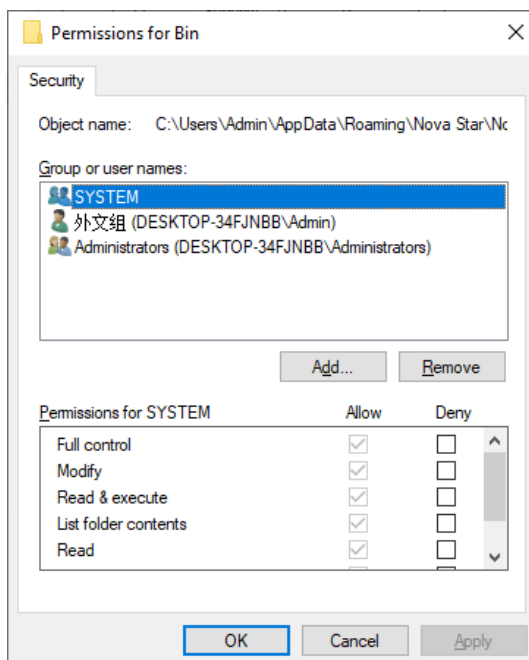 Permissions for Bin
Security
Object name: C:\Users\Admin\AppData\Roaming\Nova Star\Nc
Group or user names:
SYSTEM
外文组 (DESKTOP-34FJNBB\Admin)
Administrators (DESKTOP-34FJNBB\Administrators)
Add... Remove
Permissions for SYSTEM Allow Deny
Full control
Modify
Read & execute
List folder contents
Read
OK Cancel Apply